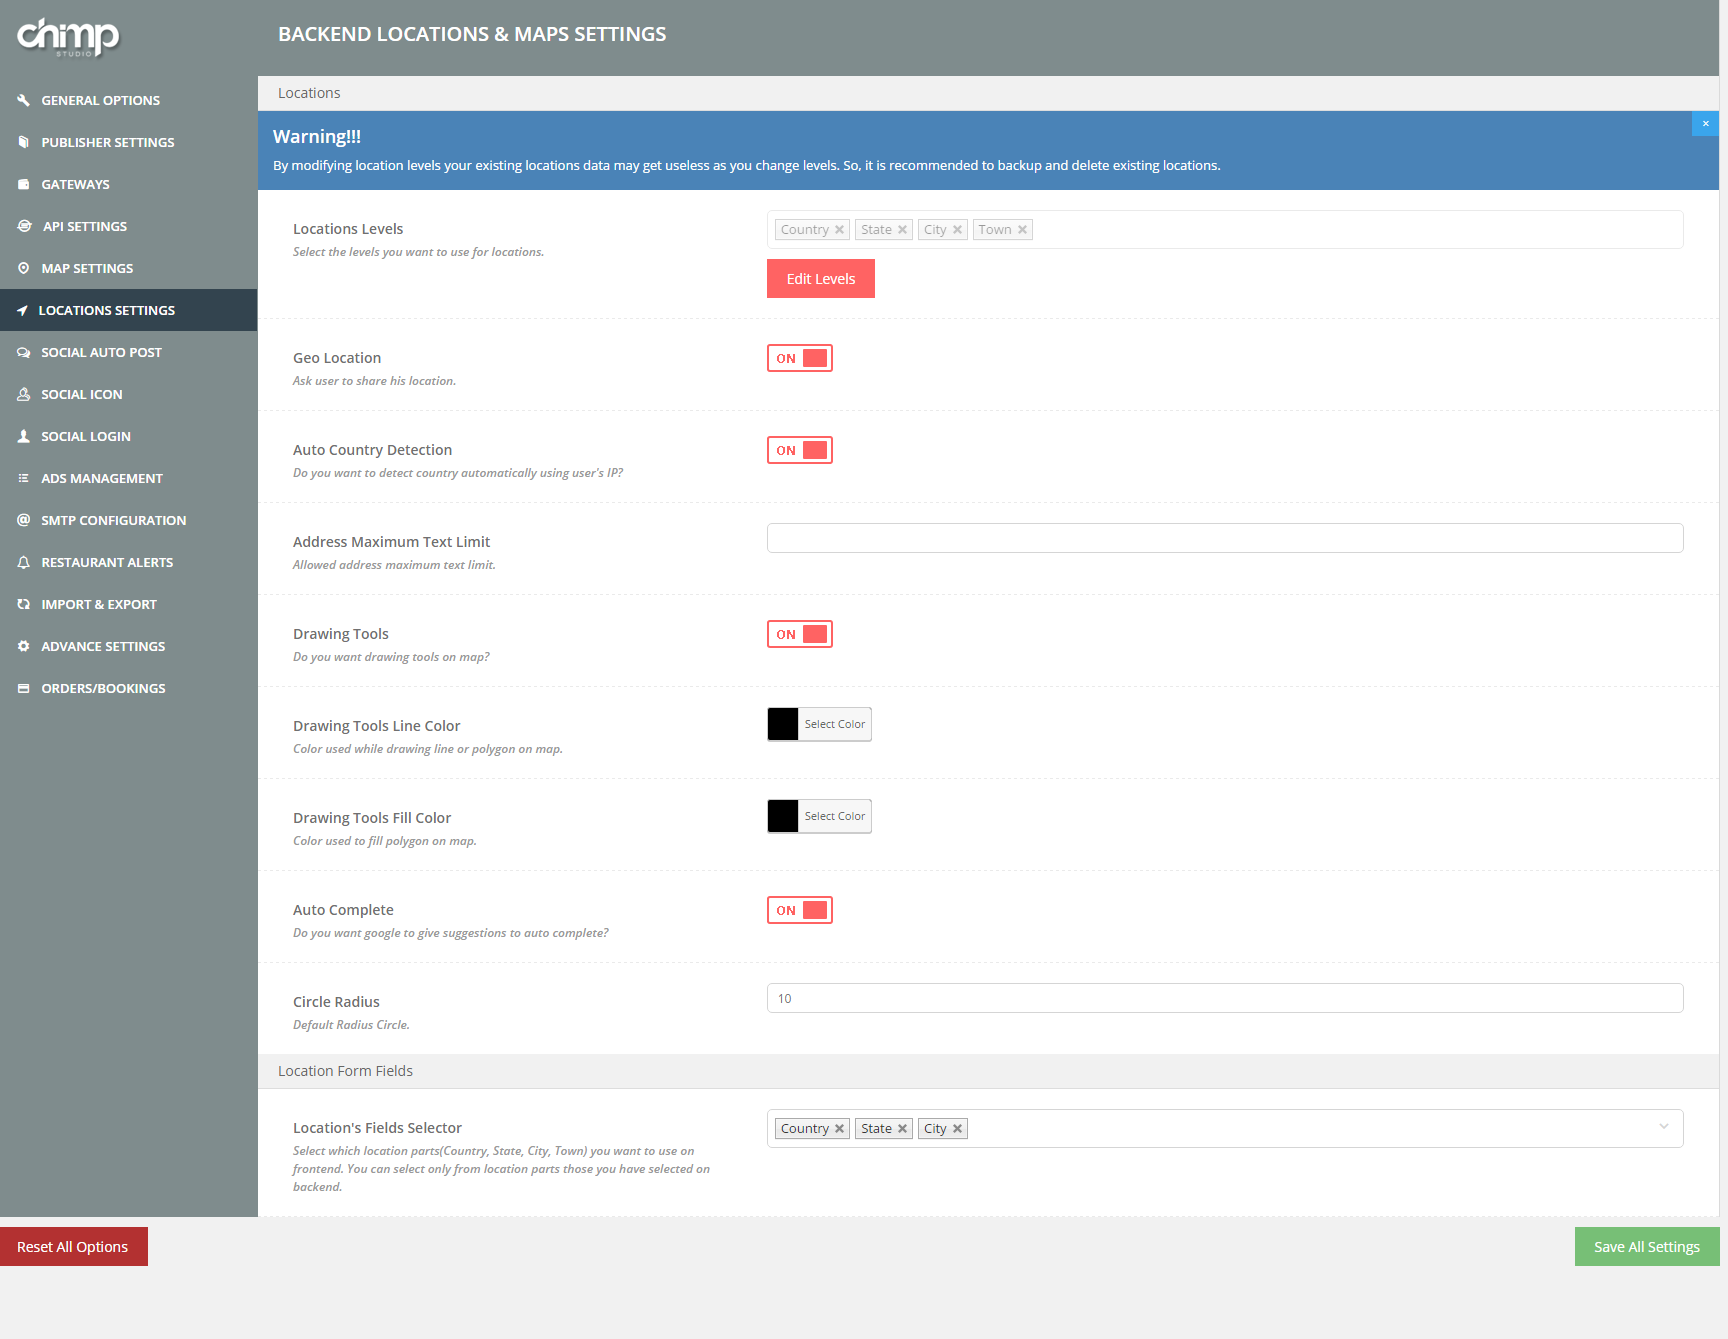 chimp
STUDIO
BACKEND LOCATIONS & MAPS SETTINGS
GENERAL OPTIONS
PUBLISHER SETTINGS
GATEWAYS
API SETTINGS
MAP SETTINGS
LOCATIONS SETTINGS
SOCIAL AUTO POST
SOCIAL ICON
SOCIAL LOGIN
ADS MANAGEMENT
SMTP CONFIGURATION
RESTAURANT ALERTS
IMPORT & EXPORT
ADVANCE SETTINGS
ORDERS/BOOKINGS
Locations
Warning!!!
By modifying location levels your existing locations data may get useless as you change levels. So, it is recommended to backup and delete existing locations.
Locations Levels
Select the levels you want to use for locations.
Country State City Town
Edit Levels
Geo Location
Ask user to share his location.
ON
Auto Country Detection
Do you want to detect country automatically using user's IP?
ON
Address Maximum Text Limit
Allowed address maximum text limit.
Drawing Tools
Do you want drawing tools on map?
ON
Drawing Tools Line Color
Color used while drawing line or polygon on map.
Select Color
Drawing Tools Fill Color
Color used to fill polygon on map.
Select Color
Auto Complete
Do you want google to give suggestions to auto complete?
ON
Circle Radius
Default Radius Circle.
10
Location Form Fields
Location's Fields Selector
Select which location parts(Country, State, City, Town) you want to use on
frontend. You can select only from location parts those you have selected on
backend.
Country State City
Reset All Options
Save All Settings